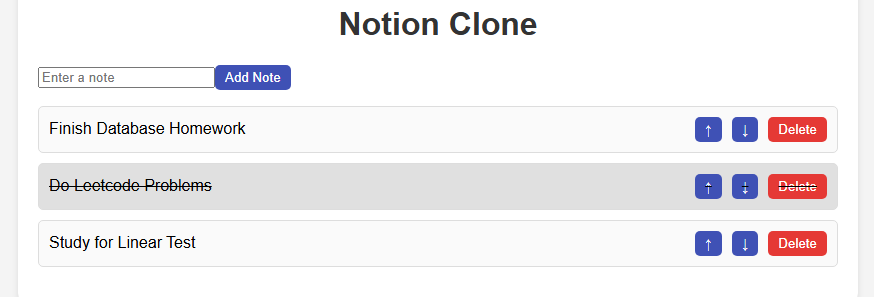 Notion Clone
Enter a note Add Note
Finish Database Homework ↑ ↓ Delete
Do Leetcode Problems ↑ ↓ Delete
Study for Linear Test ↑ ↓ Delete